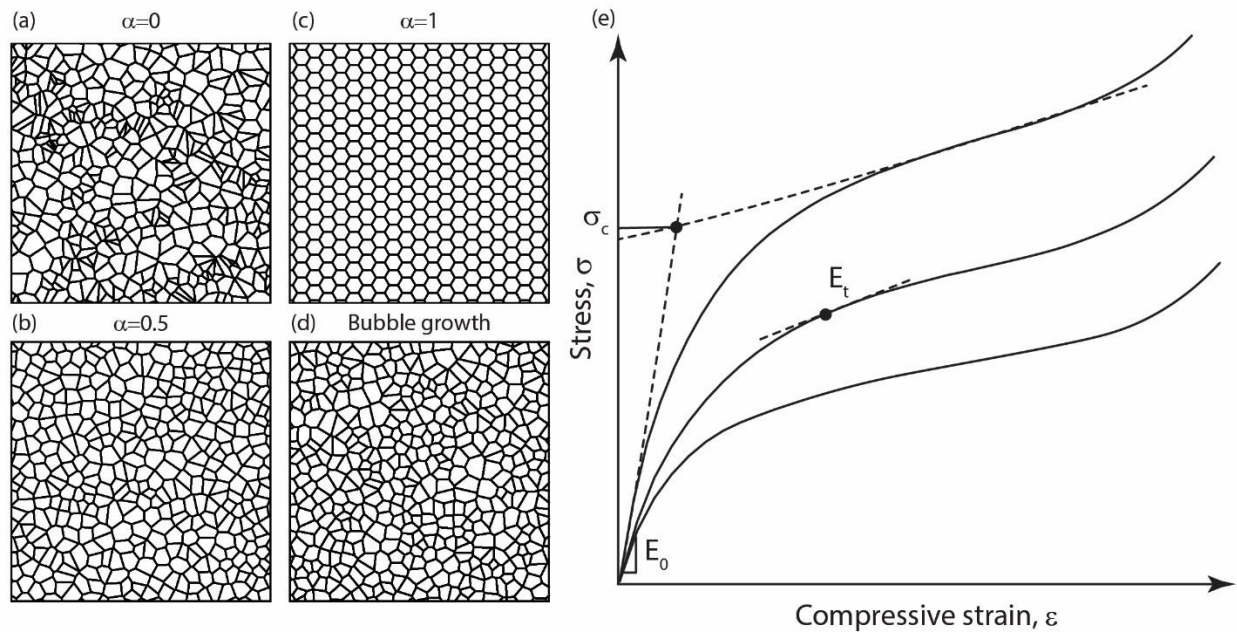 (a) α=0
(c) α=1
(b) α=0.5
(d) Bubble growth
(e)
Stress, σ
σc
Et
E0
Compressive strain, ε